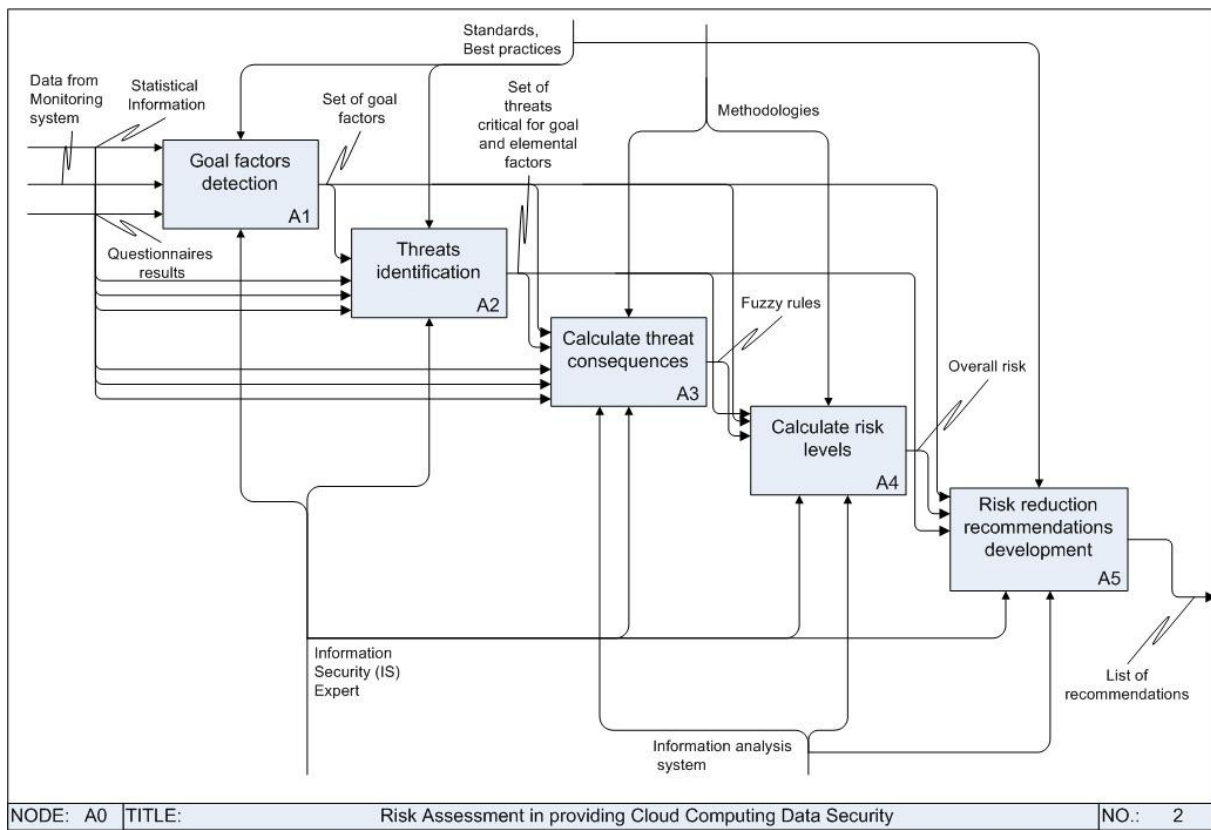 Standards,
Best practices
Data from
Monitoring
system
Statistical
Information
Set of goal
factors
Set of
threats
critical for goal
and elemental
factors
Methodologies
Goal factors
detection
A1
Questionnaires
results
Threats
identification
A2
Fuzzy rules
Calculate threat
consequences
A3
Overall risk
Calculate risk
levels
A4
Risk reduction
recommendations
development
A5
Information
Security (IS)
Expert
List of
recommendations
Information analysis
system
NODE: A0 TITLE: Risk Assessment in providing Cloud Computing Data Security NO.: 2